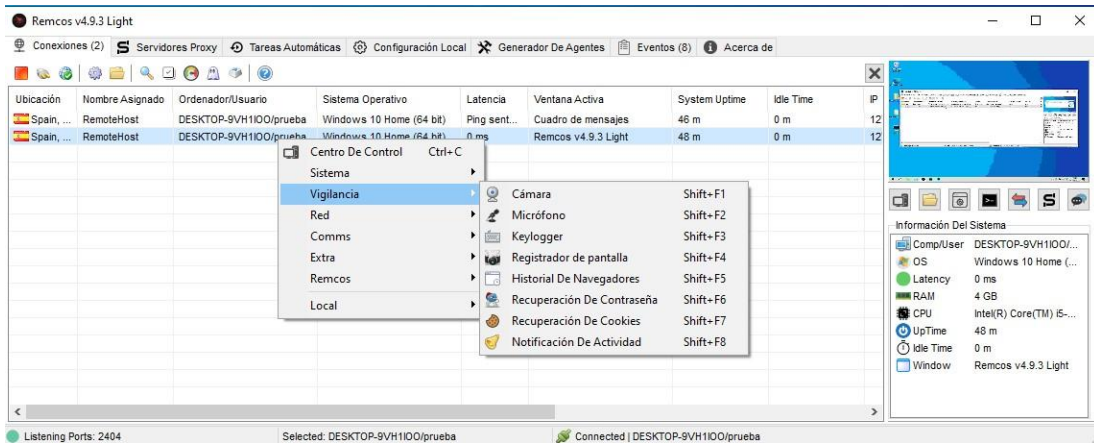 Remcos v4.9.3 Light
Conexiones (2) Servidores Proxy Tareas Automáticas Configuración Local Generador De Agentes Eventos (8) Acerca de
Ubicación Nombre Asignado Ordenador/Usuario Sistema Operativo Latencia Ventana Activa System Uptime Idle Time IP
Spain, ... RemoteHost DESKTOP-9VH1IOO/prueba Windows 10 Home (64 bit) Ping sent... Cuadro de mensajes 46 m 0 m 12
Spain, ... RemoteHost DESKTOP-9VH1IOO/prueba Windows 10 Home (64 bit) 0 ms Remcos v4.9.3 Light 48 m 0 m 12
Centro De Control Ctrl+C
Sistema
Vigilancia
Red
Comms
Extra
Remcos
Local
Cámara Shift+F1
Micrófono Shift+F2
Keylogger Shift+F3
Registrador de pantalla Shift+F4
Historial De Navegadores Shift+F5
Recuperación De Contraseña Shift+F6
Recuperación De Cookies Shift+F7
Notificación De Actividad Shift+F8
Información Del Sistema
Comp/User DESKTOP-9VH1IOO/...
OS Windows 10 Home (...
Latency 0 ms
RAM 4 GB
CPU Intel(R) Core(TM) i5-...
UpTime 48 m
Idle Time 0 m
Window Remcos v4.9.3 Light
Listening Ports: 2404 Selected: DESKTOP-9VH1IOO/prueba Connected | DESKTOP-9VH1IOO/prueba